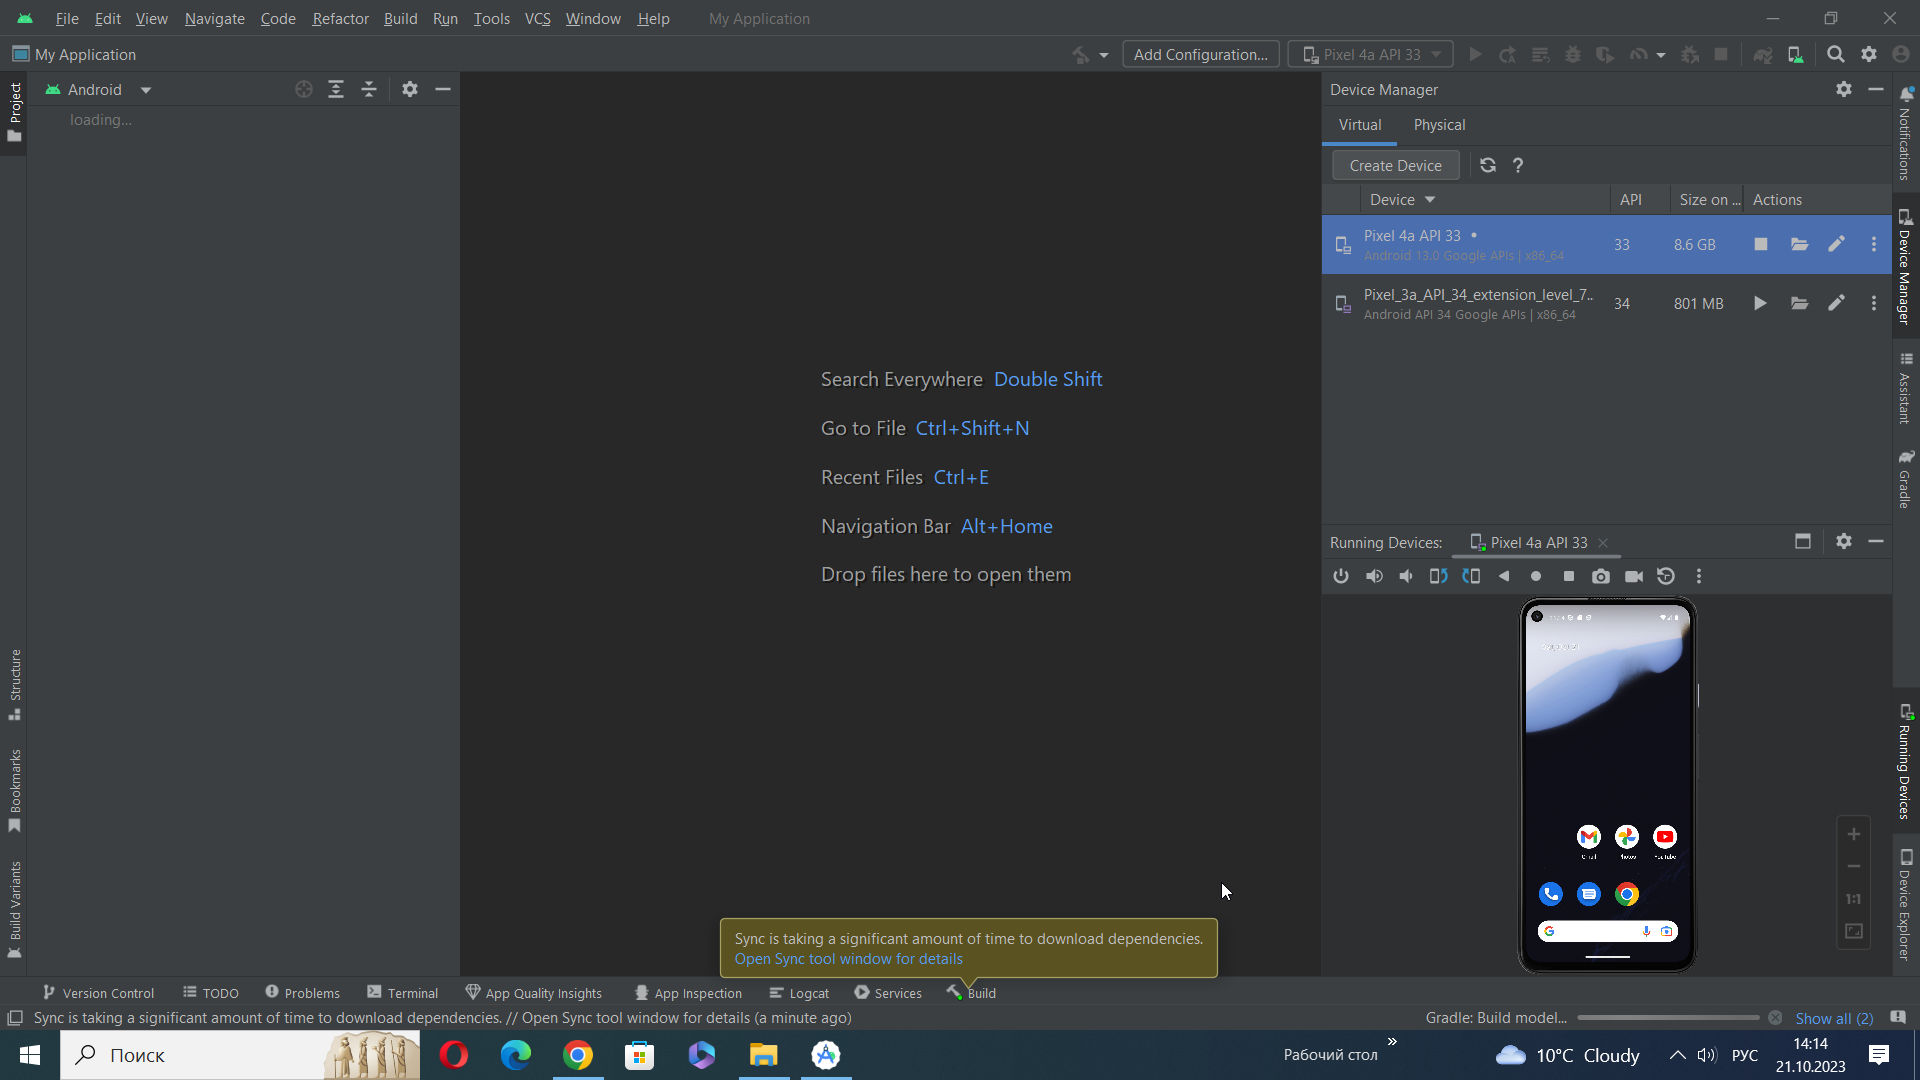 File Edit View Navigate Code Refactor Build Run Tools VCS Window Help My Application
My Application
Add Configuration...
Pixel 4a API 33
Project
Android
loading...
Structure
Bookmarks
Build Variants
Search Everywhere Double Shift
Go to File Ctrl+Shift+N
Recent Files Ctrl+E
Navigation Bar Alt+Home
Drop files here to open them
Device Manager
Virtual Physical
Create Device
?
Device API Size on ... Actions
Pixel 4a API 33 33 8.6 GB
Android 13.0 Google APIs | x86_64
Pixel_3a_API_34_extension_level_7... 34 801 MB
Android API 34 Google APIs | x86_64
Running Devices: Pixel 4a API 33
Gmail Photos YouTube
1:1
Notifications
Device Manager
Assistant
Gradle
Running Devices
Device Explorer
Sync is taking a significant amount of time to download dependencies.
Open Sync tool window for details
Version Control TODO Problems Terminal App Quality Insights App Inspection Logcat Services Build
Sync is taking a significant amount of time to download dependencies. // Open Sync tool window for details (a minute ago)
Gradle: Build model...
Show all (2)
Поиск
Рабочий стол
10°C Cloudy
РУС
14:14
21.10.2023